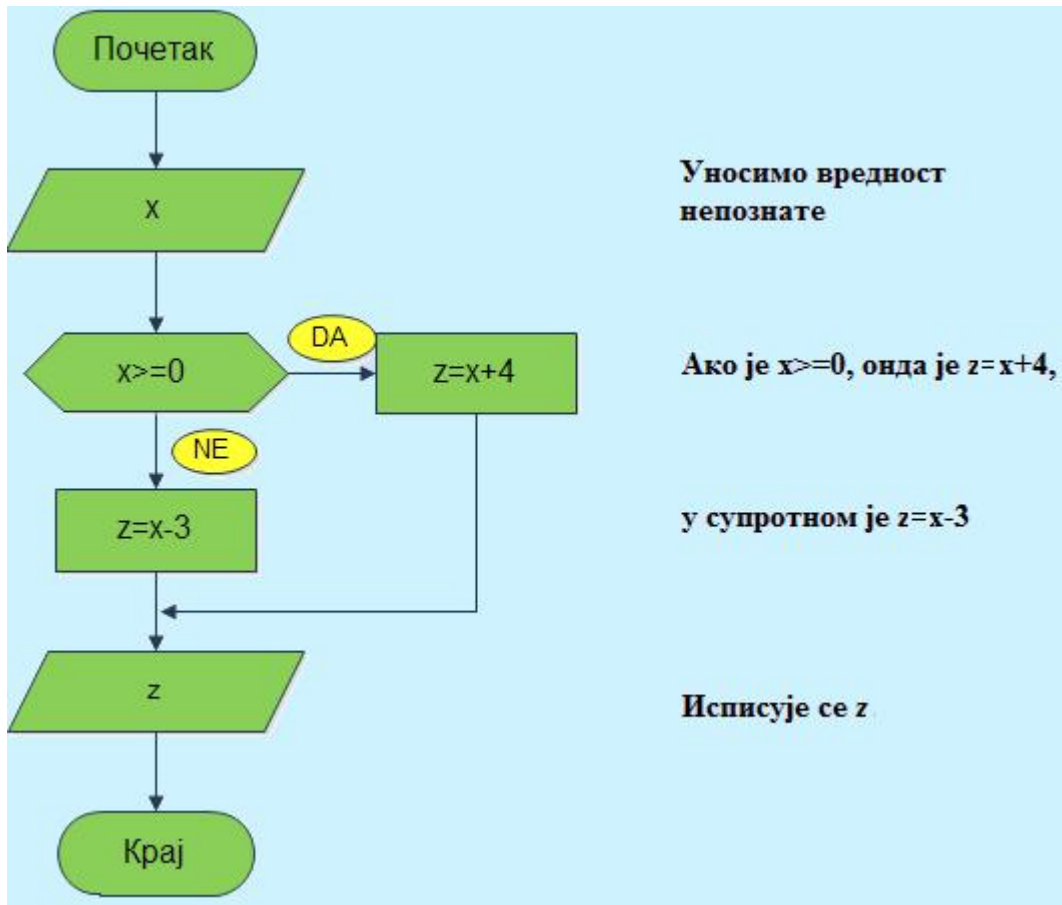 Почетак
x
Уносимо вредност
непознате
x>=0
DA
z=x+4
Ако је x>=0, онда је z=x+4,
NE
z=x-3
у супротном је z=x-3
z
Исписује се z
Крај